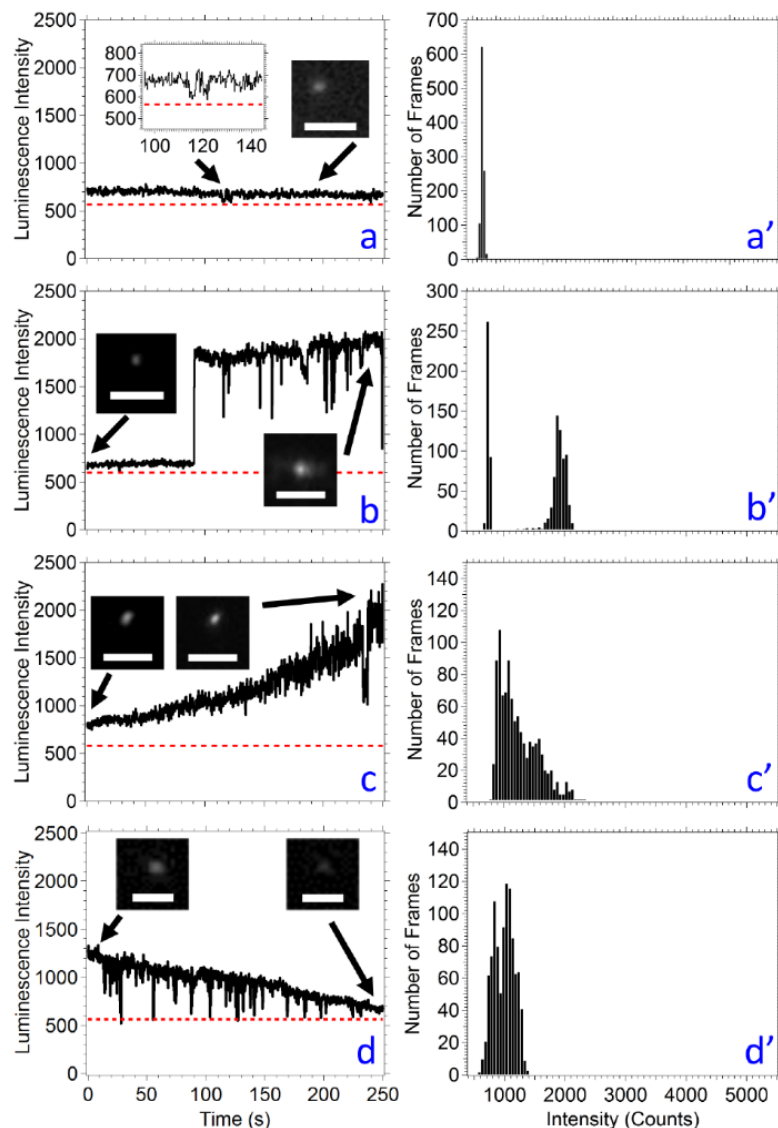 2500
2000
1500
1000
500
0
Luminescence Intensity
800
700
600
500
100 120 140
a
700
600
500
400
300
200
100
0
Number of Frames
a'
2500
2000
1500
1000
500
0
Luminescence Intensity
b
300
250
200
150
100
50
0
Number of Frames
b'
2500
2000
1500
1000
500
0
Luminescence Intensity
c
140
120
100
80
60
40
20
0
Number of Frames
c'
2500
2000
1500
1000
500
0
Luminescence Intensity
d
0 50 100 150 200 250
Time (s)
140
120
100
80
60
40
20
0
Number of Frames
d'
1000 2000 3000 4000 5000
Intensity (Counts)